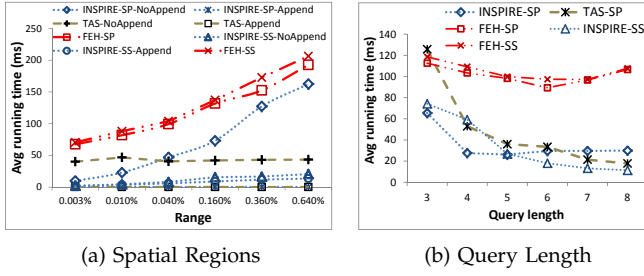 INSPIRE-SP-NoAppend INSPIRE-SP-Append
TAS-NoAppend TAS-Append
FEH-SP INSPIRE-SS-NoAppend
INSPIRE-SS-Append FEH-SS
Avg running time (ms)
250
200
150
100
50
0
0.003% 0.010% 0.040% 0.160% 0.360% 0.640%
Range
(a) Spatial Regions
INSPIRE-SP TAS-SP
FEH-SP INSPIRE-SS
FEH-SS
Avg running time (ms)
140
120
100
80
60
40
20
0
3 4 5 6 7 8
Query length
(b) Query Length